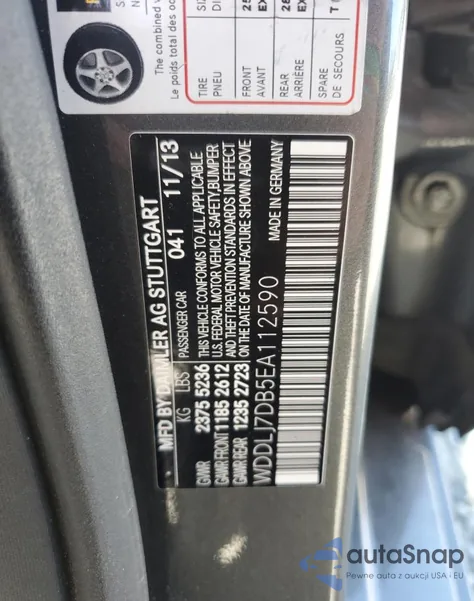 The combined w
Le poids total des oc
TIRE
PNEU
FRONT
AVANT
REAR
ARRIÈRE
SPARE
DE SECOURS
MFD BY DAIMLER AG STUTTGART
KG LBS PASSENGER CAR 041 11/13
GAWR 2375 5236 THIS VEHICLE CONFORMS TO ALL APPLICABLE
GAWR FRONT 1185 2612 U.S. FEDERAL MOTOR VEHICLE SAFETY, BUMPER
GAWR REAR 1235 2723 AND THEFT PREVENTION STANDARDS IN EFFECT
ON THE DATE OF MANUFACTURE SHOWN ABOVE
WDDLJ7DB5EA112590 MADE IN GERMANY
autoSnap
Pewne auta z aukcji USA - EU